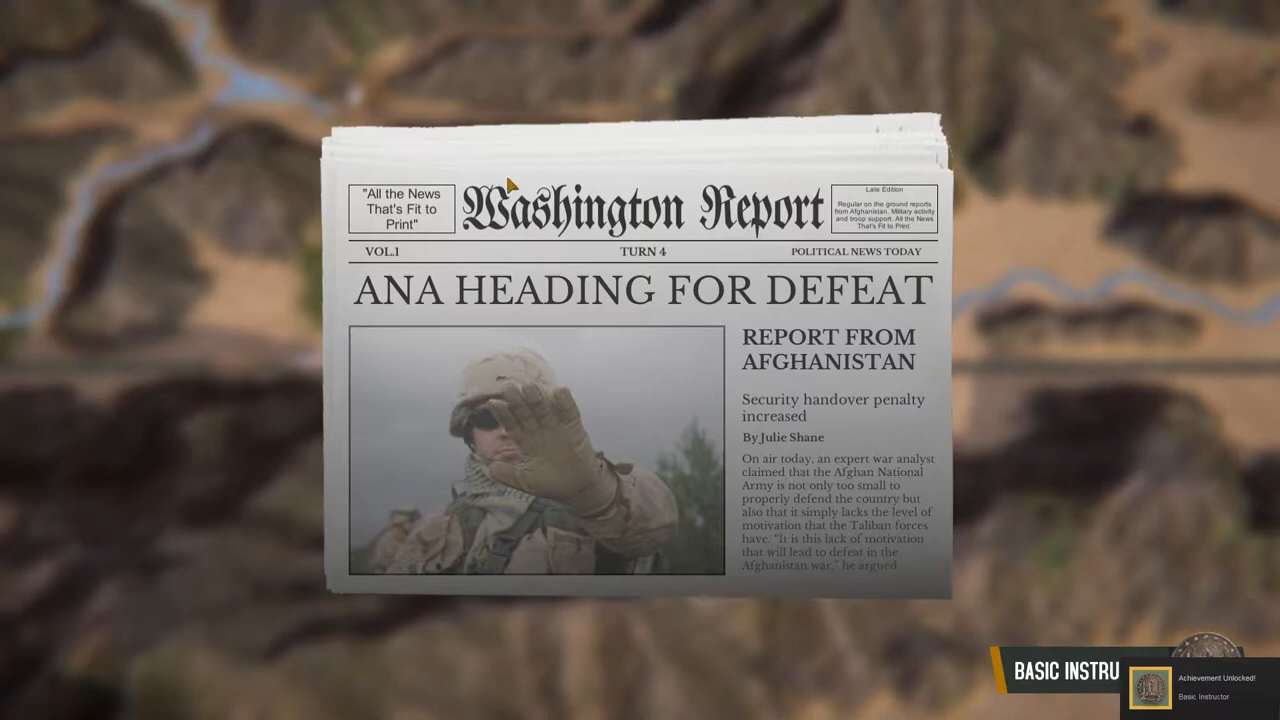 "All the News
That's Fit to
Print"
Washington Report
Late Edition
Regular on the ground reports
from Afghanistan. Military activity
and troop support. All the News
That's Fit to Print.
VOL.1
TURN 4
POLITICAL NEWS TODAY
ANA HEADING FOR DEFEAT
REPORT FROM
AFGHANISTAN
Security handover penalty
increased
By Julie Shane
On air today, an expert war analyst
claimed that the Afghan National
Army is not only too small to
properly defend the country but
also that it simply lacks the level of
motivation that the Taliban forces
have. “It is this lack of motivation
that will lead to defeat in the
Afghanistan war.” he argued
BASIC INSTRU
Achievement Unlocked!
Basic Instructor